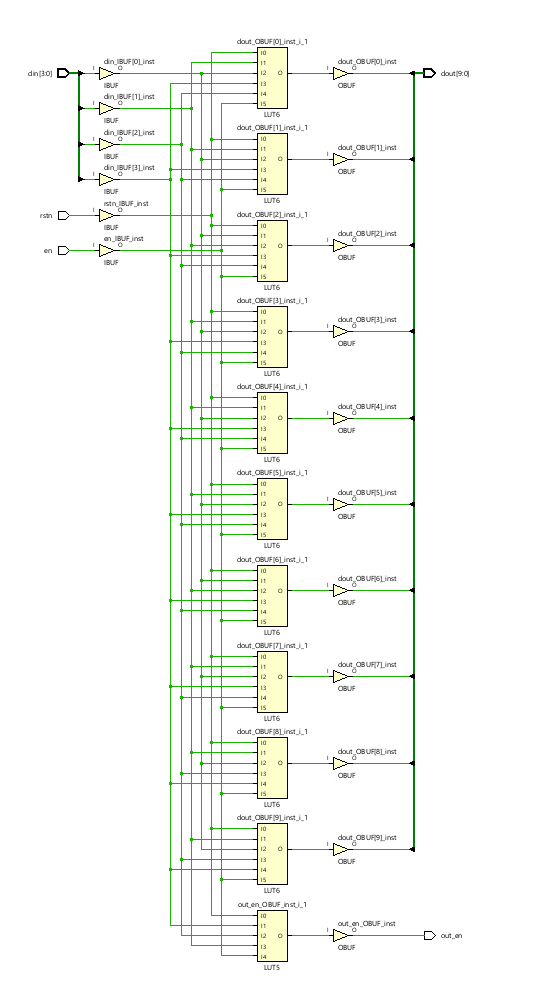 din[3:0]
din_IBUF[0]_inst
I
O
IBUF
din_IBUF[1]_inst
I
O
IBUF
din_IBUF[2]_inst
I
O
IBUF
din_IBUF[3]_inst
I
O
IBUF
rstn
rstn_IBUF_inst
I
O
IBUF
en
en_IBUF_inst
I
O
IBUF
dout_OBUF[0]_inst_i_1
I0
I1
I2
I3
I4
I5
O
LUT6
dout_OBUF[0]_inst
I
O
OBUF
dout[9:0]
dout_OBUF[1]_inst_i_1
I0
I1
I2
I3
I4
I5
O
LUT6
dout_OBUF[1]_inst
I
O
OBUF
dout_OBUF[2]_inst_i_1
I0
I1
I2
I3
I4
I5
O
LUT6
dout_OBUF[2]_inst
I
O
OBUF
dout_OBUF[3]_inst_i_1
I0
I1
I2
I3
I4
I5
O
LUT6
dout_OBUF[3]_inst
I
O
OBUF
dout_OBUF[4]_inst_i_1
I0
I1
I2
I3
I4
I5
O
LUT6
dout_OBUF[4]_inst
I
O
OBUF
dout_OBUF[5]_inst_i_1
I0
I1
I2
I3
I4
I5
O
LUT6
dout_OBUF[5]_inst
I
O
OBUF
dout_OBUF[6]_inst_i_1
I0
I1
I2
I3
I4
I5
O
LUT6
dout_OBUF[6]_inst
I
O
OBUF
dout_OBUF[7]_inst_i_1
I0
I1
I2
I3
I4
I5
O
LUT6
dout_OBUF[7]_inst
I
O
OBUF
dout_OBUF[8]_inst_i_1
I0
I1
I2
I3
I4
I5
O
LUT6
dout_OBUF[8]_inst
I
O
OBUF
dout_OBUF[9]_inst_i_1
I0
I1
I2
I3
I4
I5
O
LUT6
dout_OBUF[9]_inst
I
O
OBUF
out_en_OBUF_inst_i_1
I0
I1
I2
I3
I4
O
LUT5
out_en_OBUF_inst
I
O
OBUF
out_en